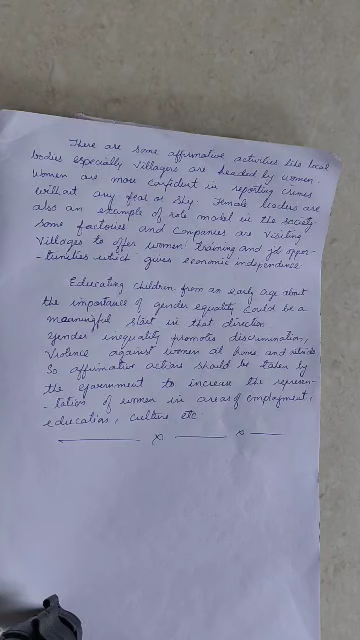 There are some affirmative activities like local
bodies especially Villages are headed by women.
Women are more confident in reporting crimes
without any fear or Shy. Female leaders are
also an example of role model in the society.
Some factories and Companies are Visiting
Villages to offer women training and job oppor-
-tunities which gives economic independence.
Educating children from an early age about
the importance of gender equality could be a
meaningful start in that direction.
Gender inequality promotes discrimination,
Violence against women at home and outside
So affirmative actions should be taken by
the government to increase the represen-
-tation of women in areas of employment,
education, culture etc.